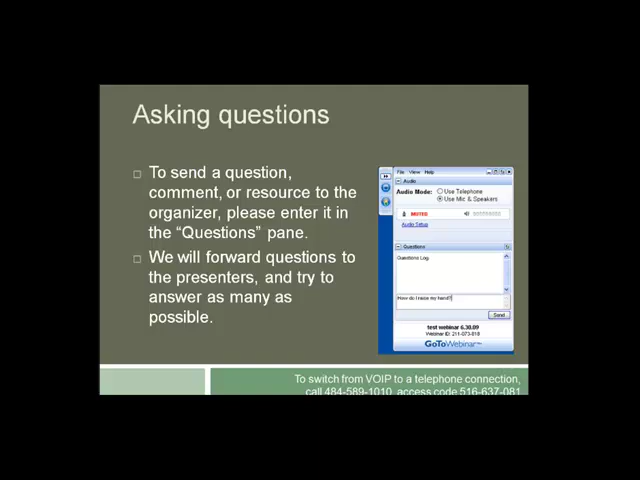 Asking questions
To send a question,
comment, or resource to the
organizer, please enter it in
the “Questions” pane.
We will forward questions to
the presenters, and try to
answer as many as
possible.
File View Help
Audio
Audio Mode: Use Telephone
Use Mic & Speakers
MUTED
Audio Setup
Questions
Questions Log
How do I raise my hand?
Send
test webinar 6.30.09
Webinar ID: 211-073-818
GoToWebinar
To switch from VOIP to a telephone connection,
call 484-589-1010, access code 516-637-081